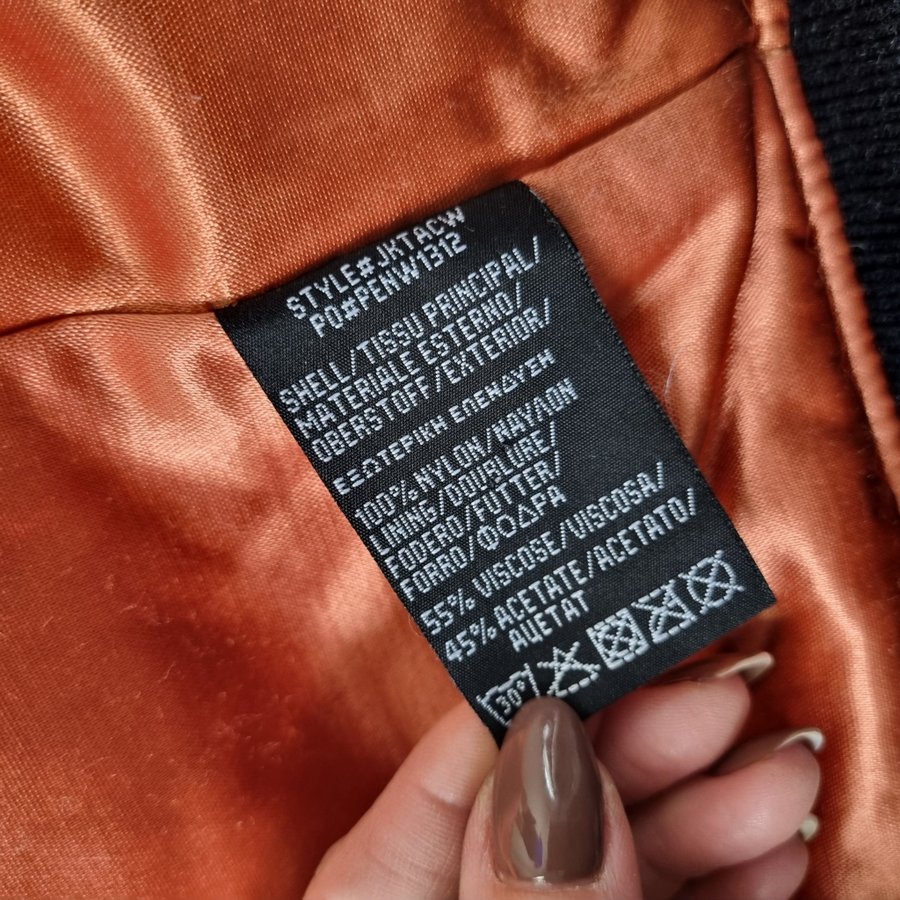 STYLE#JKTACW
PO#PENW1312
SHELL/TISSU PRINCIPAL/
MATERIALE ESTERNO/
OBERSTOFF/EXTERIOR/
ΕΞΩΤΕΡΙΚΗ ΕΠΕΝΔΥΣΗ
100% NYLON/ΝΑΥΛΟΝ
LINING/DOUBLURE/
FODERO/FUTTER/
FORRO/ΦΟΔΡΑ
55% VISCOSE/VISCOSA/
45% ACETATE/ACETATO/
АЦЕТАТ
30°